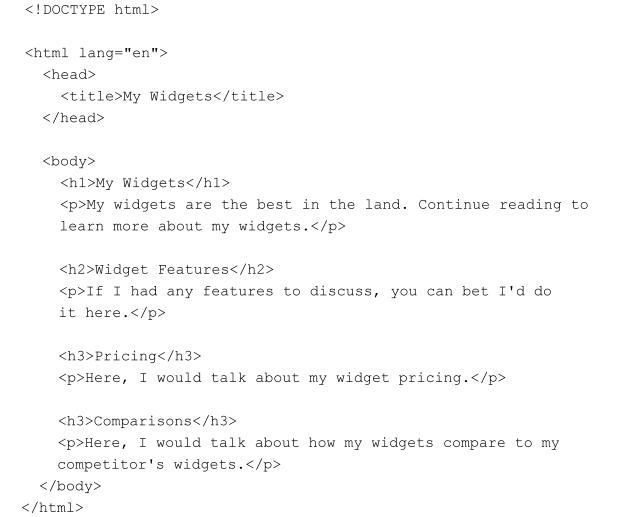 <!DOCTYPE html>
<html lang="en">
<head>
<title>My Widgets</title>
</head>
<body>
<h1>My Widgets</h1>
<p>My widgets are the best in the land. Continue reading to
learn more about my widgets.</p>
<h2>Widget Features</h2>
<p>If I had any features to discuss, you can bet I'd do
it here.</p>
<h3>Pricing</h3>
<p>Here, I would talk about my widget pricing.</p>
<h3>Comparisons</h3>
<p>Here, I would talk about how my widgets compare to my
competitor's widgets.</p>
</body>
</html>